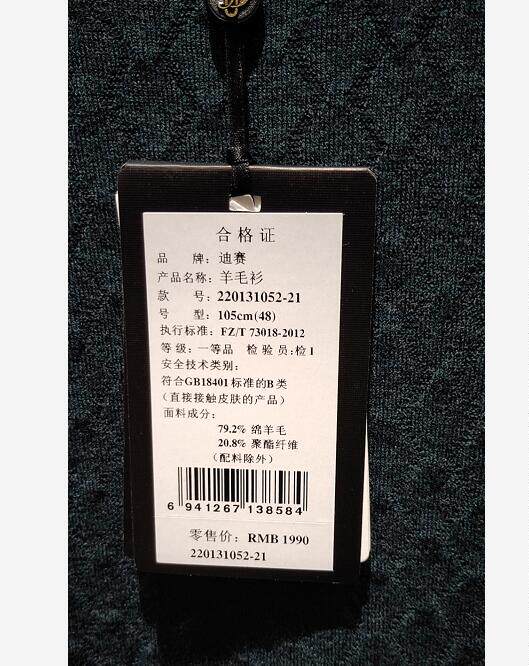 合格证
品 牌：迪赛
产品名称：羊毛衫
款 号：220131052-21
号 型：105cm(48)
执行标准：FZ/T 73018-2012
等级：一等品 检验员：检1
安全技术类别：
符合GB18401标准的B类
（直接接触皮肤的产品）
面料成分：
79.2% 绵羊毛
20.8% 聚酯纤维
（配料除外）
6 941267 138584
零售价：RMB 1990
220131052-21